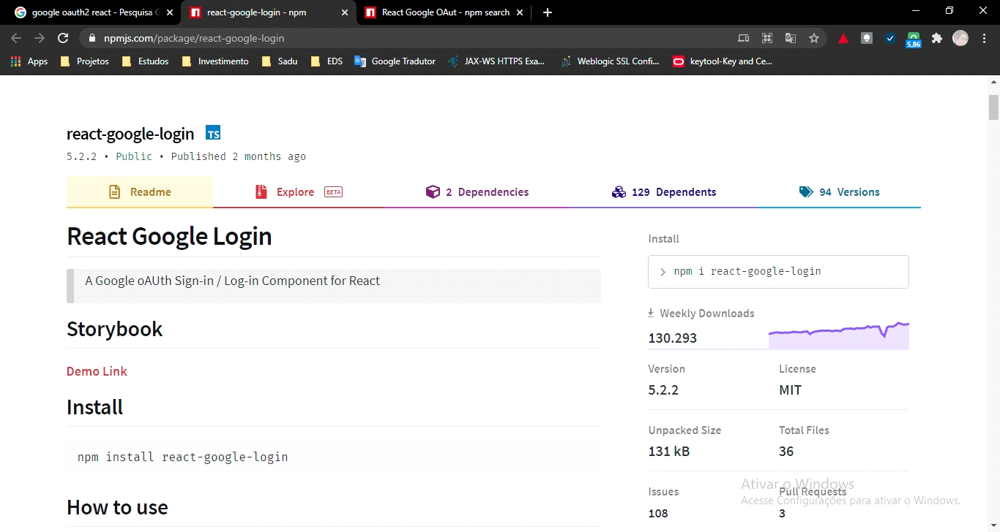 google oauth2 react - Pesquisa G
react-google-login - npm
React Google OAut - npm search
npmjs.com/package/react-google-login
5,86
Apps
Projetos
Estudos
Investimento
Sadu
EDS
Google Tradutor
JAX-WS HTTPS Exa...
Weblogic SSL Confi...
keytool-Key and Ce...
react-google-login TS
5.2.2 • Public • Published 2 months ago
Readme
Explore BETA
2 Dependencies
129 Dependents
94 Versions
React Google Login
A Google oAUth Sign-in / Log-in Component for React
Storybook
Demo Link
Install
npm install react-google-login
How to use
Install
> npm i react-google-login
Weekly Downloads
130.293
Version
License
5.2.2
MIT
Unpacked Size
Total Files
131 kB
36
Issues
Pull Requests
108
3
Ativar o Windows
Acesse Configurações para ativar o Windows.